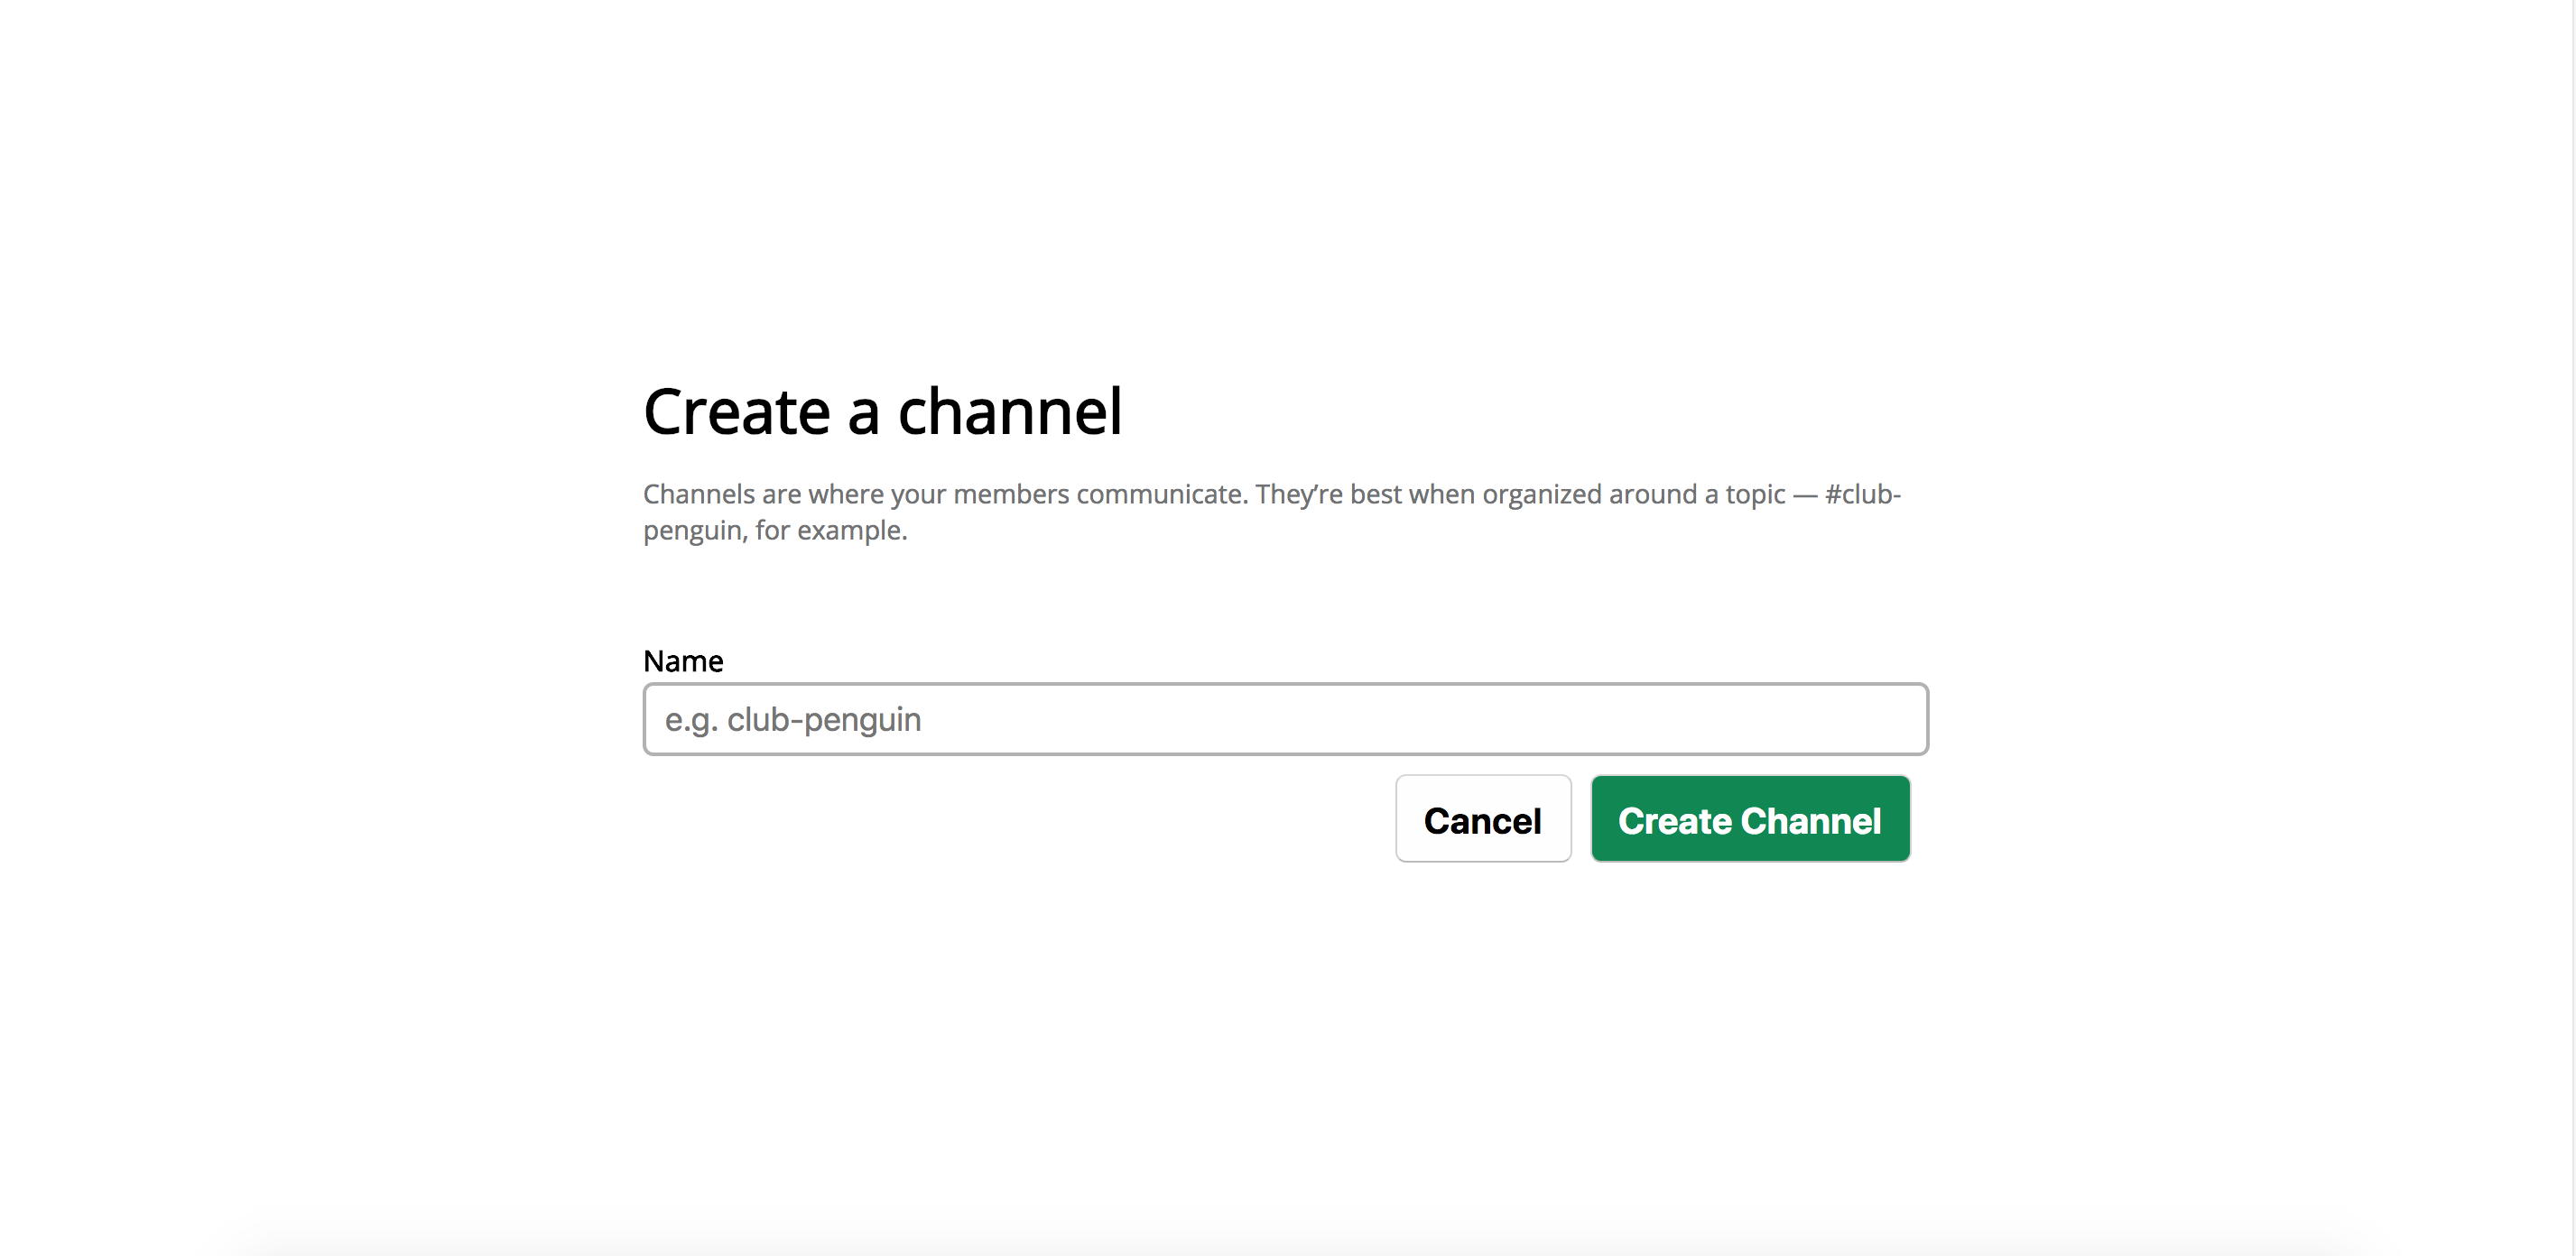 Create a channel
Channels are where your members communicate. They’re best when organized around a topic — #club-
penguin, for example.
Name
e.g. club-penguin
Cancel
Create Channel